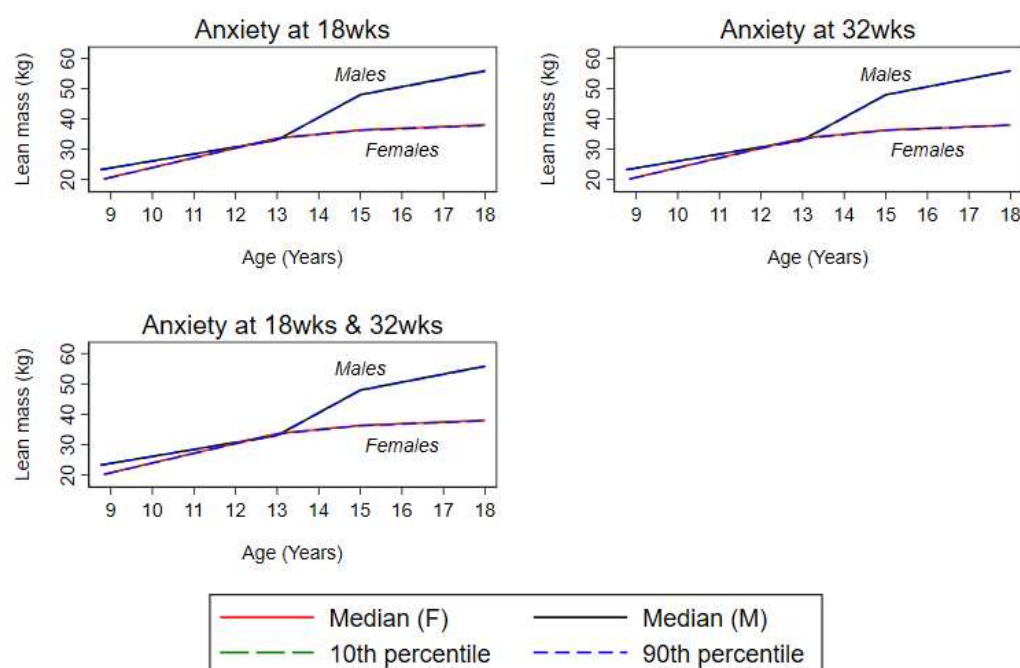 Anxiety at 18wks
Lean mass (kg)
60
50
40
30
20
Males
Females
9 10 11 12 13 14 15 16 17 18
Age (Years)
Anxiety at 32wks
Lean mass (kg)
60
50
40
30
20
Males
Females
9 10 11 12 13 14 15 16 17 18
Age (Years)
Anxiety at 18wks & 32wks
Lean mass (kg)
60
50
40
30
20
Males
Females
9 10 11 12 13 14 15 16 17 18
Age (Years)
Median (F) Median (M)
10th percentile 90th percentile